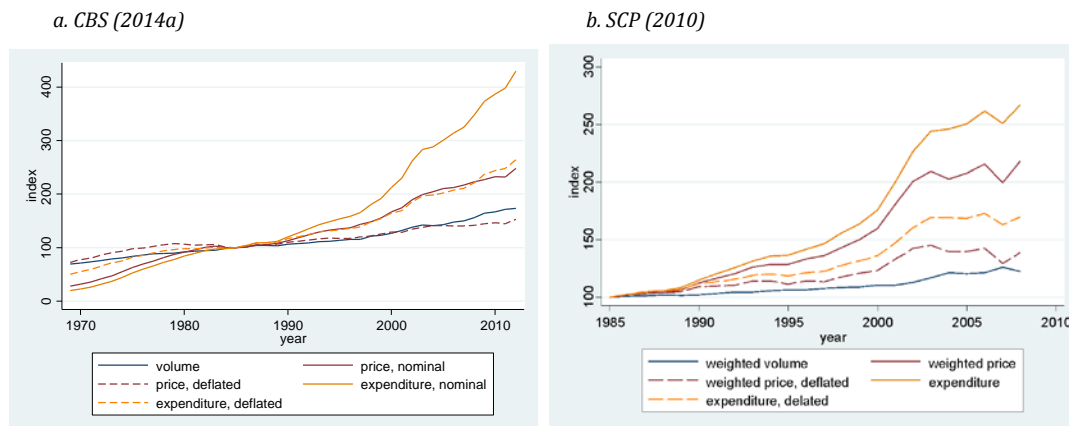 a. CBS (2014a)
index
400
300
200
100
0
1970
1980
1990
2000
2010
year
volume
price, nominal
price, deflated
expenditure, nominal
expenditure, deflated
b. SCP (2010)
index
300
250
200
150
100
1985
1990
1995
2000
2005
2010
year
weighted volume
weighted price
weighted price, deflated
expenditure
expenditure, delated